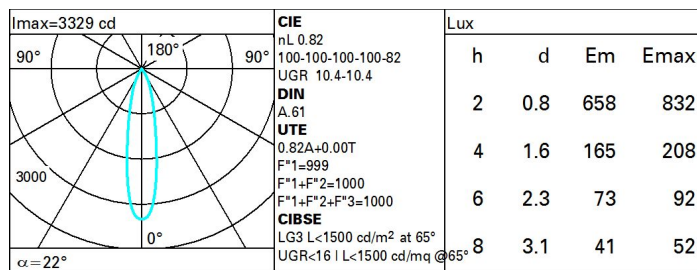 Imax=3329 cd
90°
180°
90°
3000
0°
α=22°
CIE
nL 0.82
100-100-100-100-82
UGR 10.4-10.4
DIN
A.61
UTE
0.82A+0.00T
F"1=999
F"1+F"2=1000
F"1+F"2+F"3=1000
CIBSE
LG3 L<1500 cd/m² at 65°
UGR<16 | L<1500 cd/mq @65°
Lux
h d Em Emax
2 0.8 658 832
4 1.6 165 208
6 2.3 73 92
8 3.1 41 52